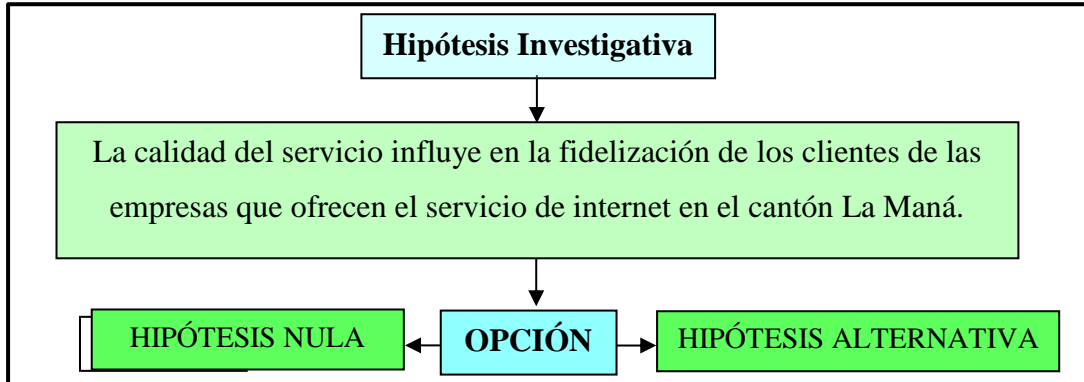 Hipótesis Investigativa
La calidad del servicio influye en la fidelización de los clientes de las
empresas que ofrecen el servicio de internet en el cantón La Maná.
HIPÓTESIS NULA
OPCIÓN
HIPÓTESIS ALTERNATIVA